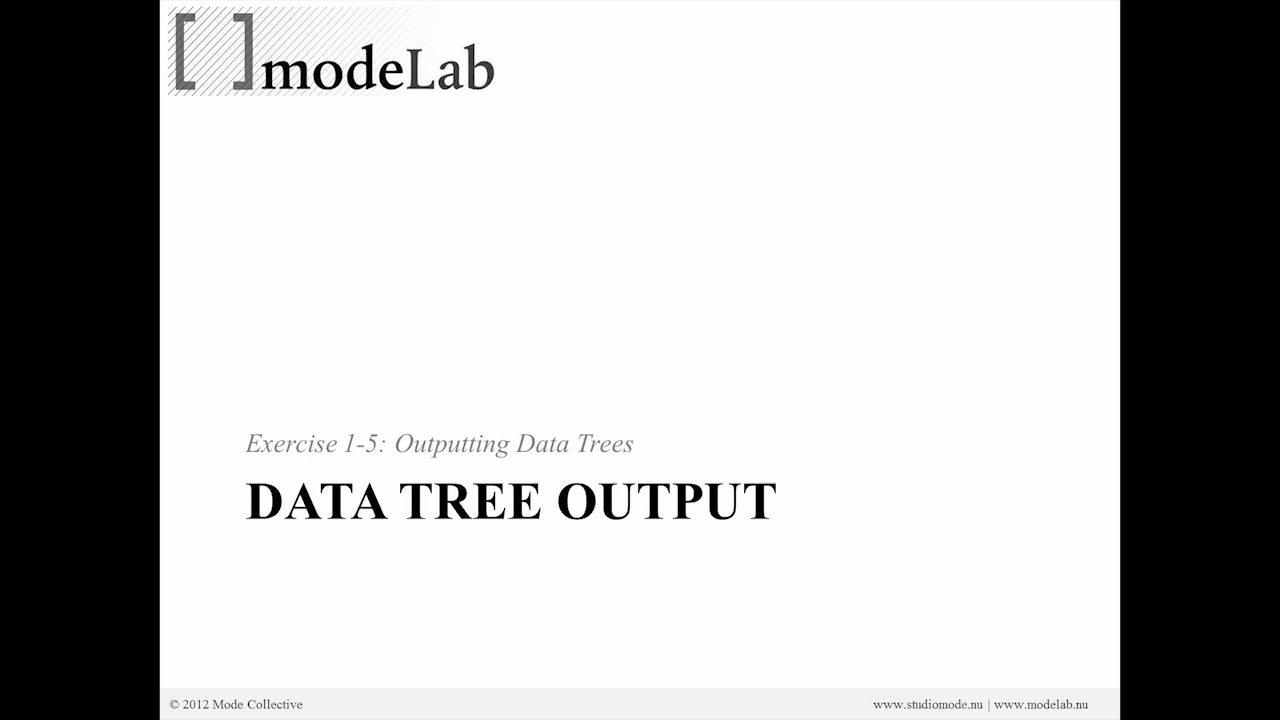 [ ] modeLab
Exercise 1-5: Outputting Data Trees
DATA TREE OUTPUT
© 2012 Mode Collective
www.studiomode.nu | www.modelab.nu